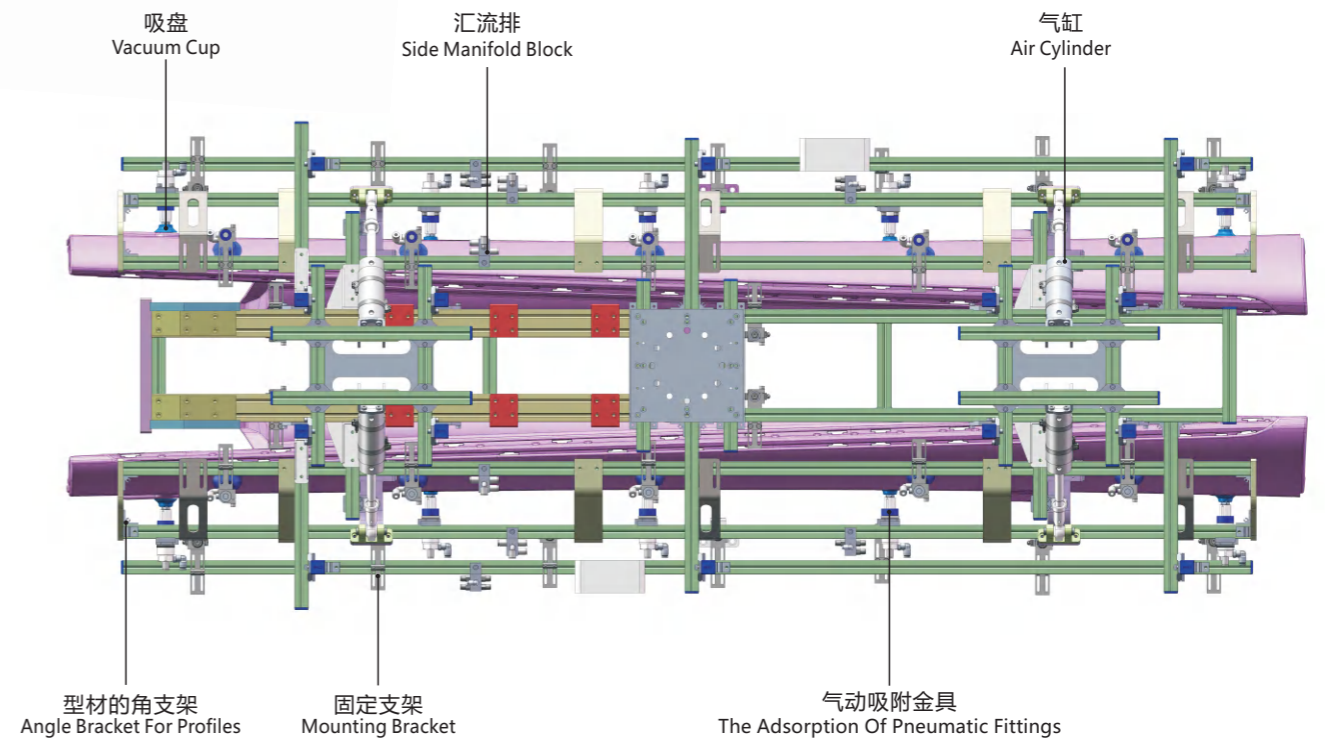 吸盘
Vacuum Cup
汇流排
Side Manifold Block
气缸
Air Cylinder
型材的角支架
Angle Bracket For Profiles
固定支架
Mounting Bracket
气动吸附金具
The Adsorption Of Pneumatic Fittings